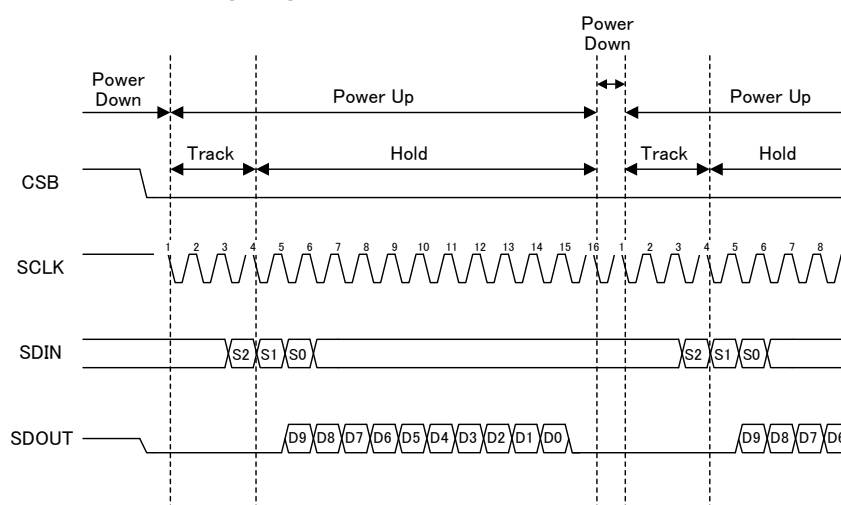 Power
Down
Power
Down
Power Up
Power Up
Track
Hold
Track
Hold
CSB
1 2 3 4 5 6 7 8 9 10 11 12 13 14 15 16 1 2 3 4 5 6 7 8
SCLK
SDIN
S2 S1 S0
S2 S1 S0
SDOUT
D9 D8 D7 D6 D5 D4 D3 D2 D1 D0
D9 D8 D7 D6